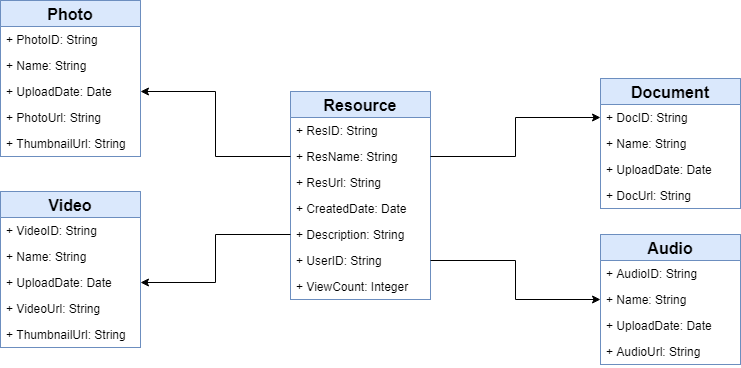 Photo
+ PhotoID: String
+ Name: String
+ UploadDate: Date
+ PhotoUrl: String
+ ThumbnailUrl: String
Video
+ VideoID: String
+ Name: String
+ UploadDate: Date
+ VideoUrl: String
+ ThumbnailUrl: String
Resource
+ ResID: String
+ ResName: String
+ ResUrl: String
+ CreatedDate: Date
+ Description: String
+ UserID: String
+ ViewCount: Integer
Document
+ DocID: String
+ Name: String
+ UploadDate: Date
+ DocUrl: String
Audio
+ AudioID: String
+ Name: String
+ UploadDate: Date
+ AudioUrl: String